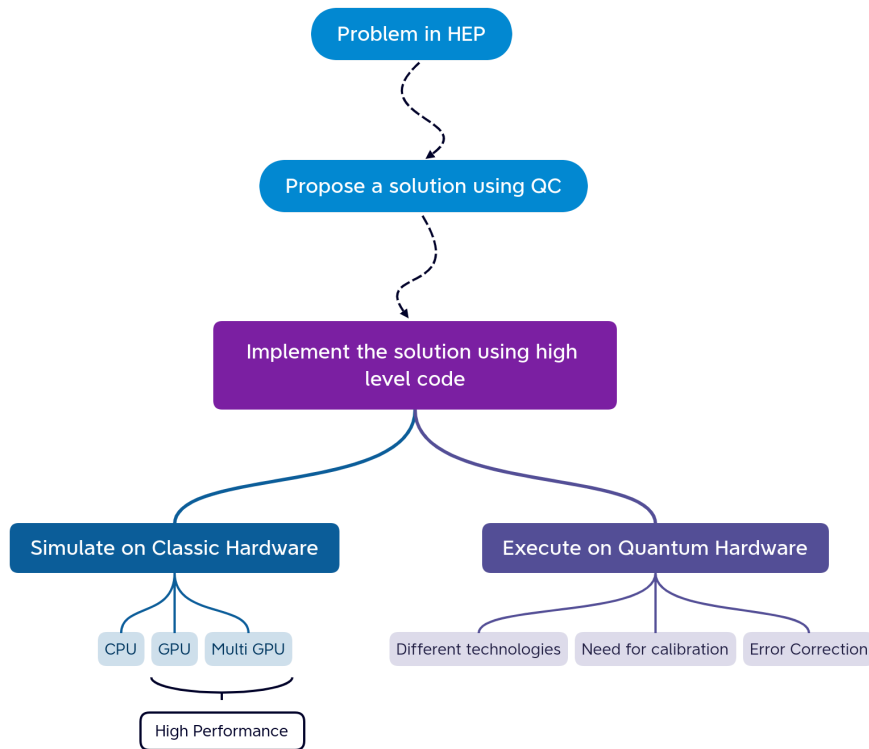 Problem in HEP
Propose a solution using QC
Implement the solution using high
level code
Simulate on Classic Hardware
Execute on Quantum Hardware
CPU
GPU
Multi GPU
Different technologies
Need for calibration
Error Correction
High Performance